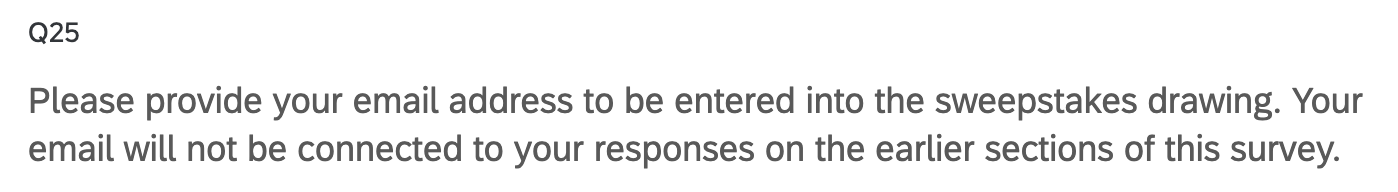 Q25
Please provide your email address to be entered into the sweepstakes drawing. Your
email will not be connected to your responses on the earlier sections of this survey.